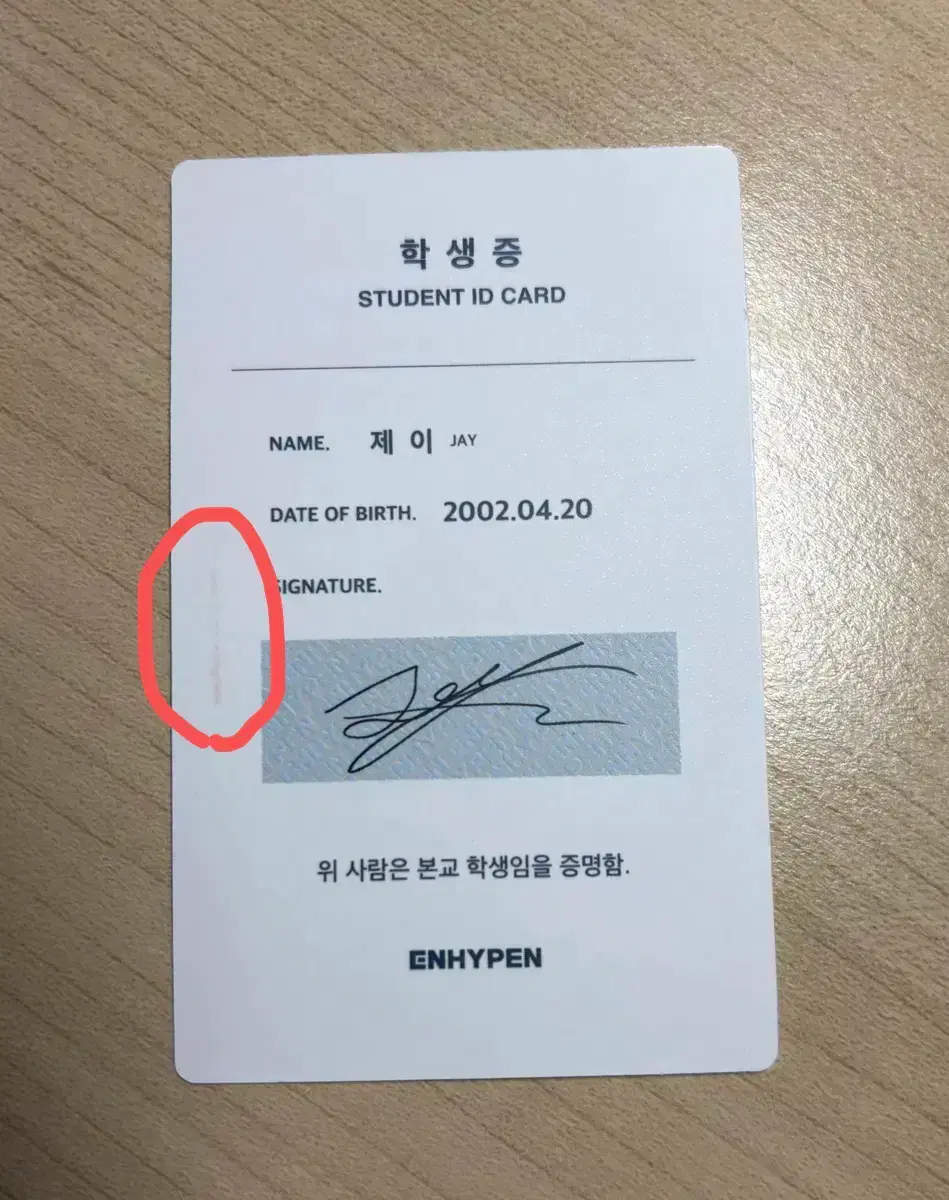 학생증
STUDENT ID CARD
NAME. 제이 JAY
DATE OF BIRTH. 2002.04.20
SIGNATURE.
위 사람은 본교 학생임을 증명함.
ENHYPEN